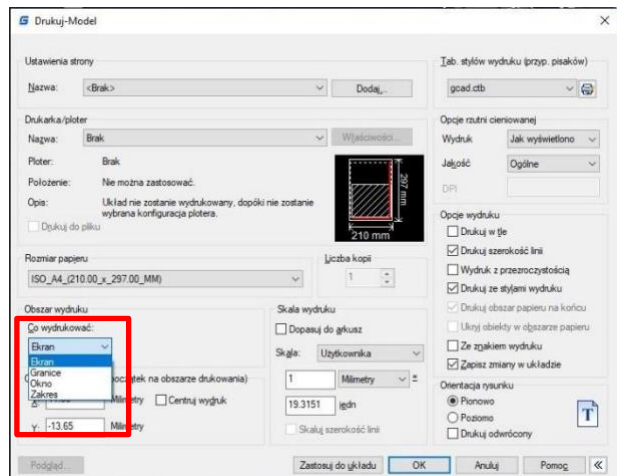 Drukuj-Model
Ustawienia strony
Nazwa: <Brak> Dodaj...
Tab. stylów wydruku (przyp. pisaków)
gcad.ctb
Drukarka/ploter
Nazwa: Brak Właściwości...
Ploter: Brak
Położenie: Nie można zastosować.
Opis: Układ nie zostanie wydrukowany, dopóki nie zostanie
wybrana konfiguracja plotera.
Drukuj do pliku
297 mm
210 mm
Opcje rzutni cieniowanej
Wydruk Jak wyświetlono
Jakość Ogólne
DPI
Rozmiar papieru
ISO_A4_(210.00_x_297.00_MM)
Liczba kopii
1
Opcje wydruku
Drukuj w tle
Drukuj szerokość linii
Wydruk z przezroczystością
Drukuj ze stylami wydruku
Drukuj obszar papieru na końcu
Ukryj obiekty w obszarze papieru
Ze znakiem wydruku
Zapisz zmiany w układzie
Obszar wydruku
Co wydrukować:
Ekran
Ekran
Granice
Okno
Zakres
początek na obszarze drukowania)
Milimetry Centruj wydruk
Y: -13.65 Milimetry
Skala wydruku
Dopasuj do arkusz
Skala: Użytkownika
1 Milimetry =
19.3151 jedn
Skaluj szerokość linii
Orientacja rysunku
Pionowo
Poziomo
Drukuj odwrócony
Podgląd... Zastosuj do układu OK Anuluj Pomoc